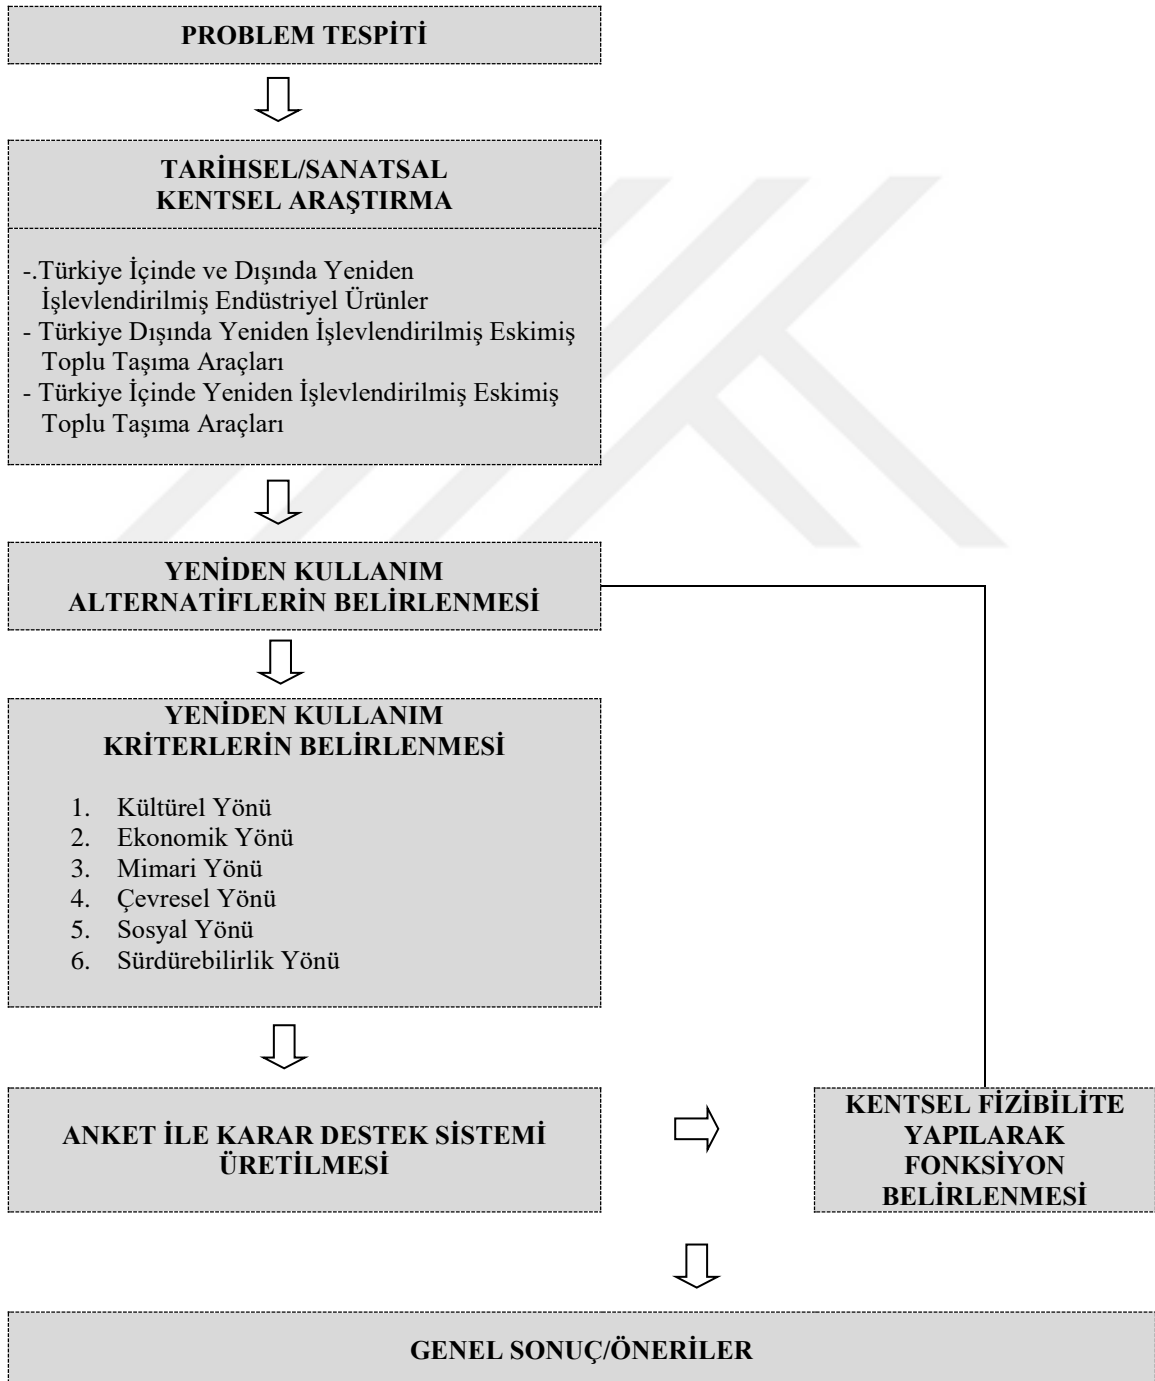 PROBLEM TESPİTİ
TARİHSEL/SANATSAL
KENTSEL ARAŞTIRMA
-.Türkiye İçinde ve Dışında Yeniden
İşlevlendirilmiş Endüstriyel Ürünler
- Türkiye Dışında Yeniden İşlevlendirilmiş Eskimiş
Toplu Taşıma Araçları
- Türkiye İçinde Yeniden İşlevlendirilmiş Eskimiş
Toplu Taşıma Araçları
YENİDEN KULLANIM
ALTERNATİFLERİN BELİRLENMESİ
YENİDEN KULLANIM
KRİTERLERİN BELİRLENMESİ
1. Kültürel Yönü
2. Ekonomik Yönü
3. Mimari Yönü
4. Çevresel Yönü
5. Sosyal Yönü
6. Sürdürebilirlik Yönü
ANKET İLE KARAR DESTEK SİSTEMİ
ÜRETİLMESİ
KENTSEL FİZİBİLİTE
YAPILARAK
FONKSİYON
BELİRLENMESİ
GENEL SONUÇ/ÖNERİLER